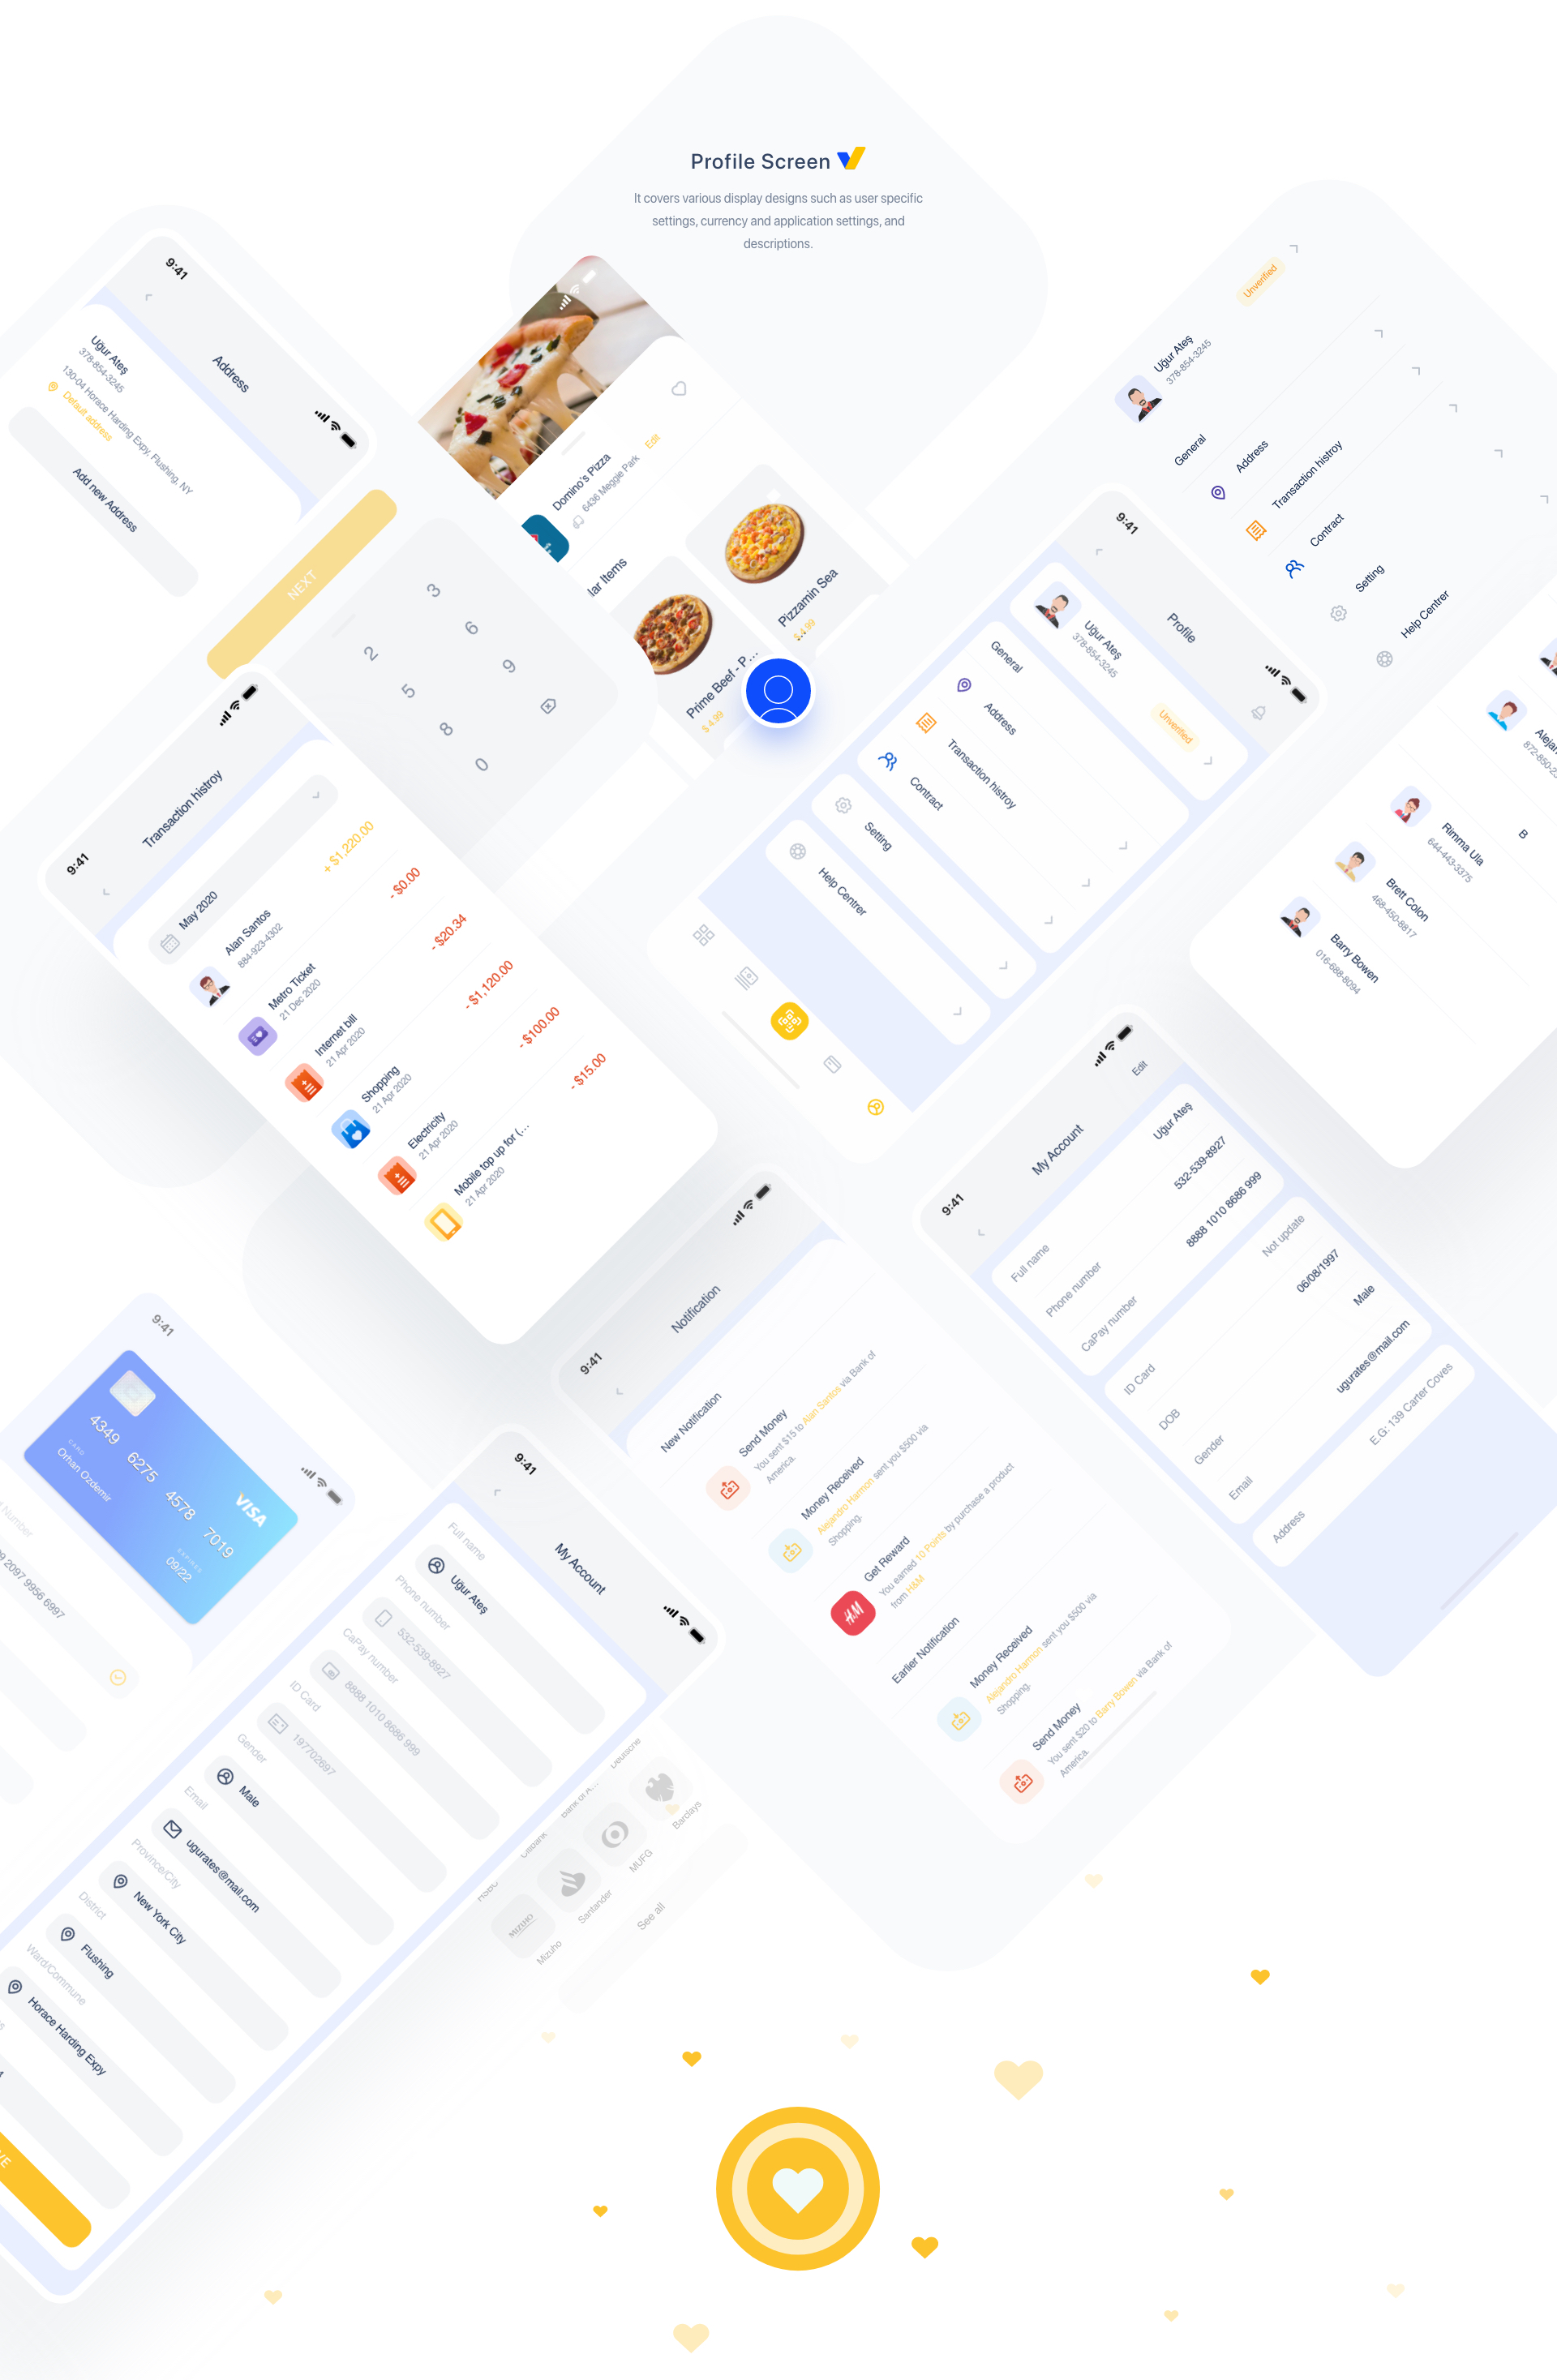 Profile Screen
It covers various display designs such as user specific
settings, currency and application settings, and
descriptions.
9:41
Address
Uğur Ateş
378-854-3245
130-04 Horace Harding Expy, Flushing, NY
Default address
Add new Address
NEXT
2
3
5
6
8
9
0
Domino's Pizza
6436 Meggie Park
Edit
lar Items
Prime Beef - P...
$ 4.99
Pizzamin Sea
$ 4.99
Unverified
Uğur Ateş
378-854-3245
General
Address
Transaction histroy
Contract
Setting
Help Centrer
9:41
Profile
Uğur Ateş
378-854-3245
Unverified
General
Address
Transaction histroy
Contract
Setting
Help Centrer
B
Rimma Ula
644-443-3375
Brett Colon
468-450-8817
Barry Bowen
016-688-8094
9:41
Transaction histroy
May 2020
Alan Santos
884-923-4302
+ $1,220.00
Metro Ticket
21 Dec 2020
- $0.00
Internet bill
21 Apr 2020
- $20.34
Shopping
21 Apr 2020
- $1,120.00
Electricity
21 Apr 2020
- $100.00
Mobile top up for (...
21 Apr 2020
- $15.00
9:41
My Account
Edit
Full name
Uğur Ateş
Phone number
532-539-8927
CaPay number
8888 1010 8686 999
ID Card
Not update
DOB
06/08/1997
Gender
Male
Email
ugurates@mail.com
Address
E.G: 139 Carter Coves
9:41
Notification
New Notification
Send Money
You sent $15 to Alan Santos via Bank of
America.
Money Received
Alejandro Harmon sent you $500 via
Shopping.
Get Reward
You earned 10 Points by purchase a product
from H&M
H&M
Earlier Notification
Money Received
Alejandro Harmon sent you $500 via
Shopping.
Send Money
You sent $20 to Barry Bowen via Bank of
America.
9:41
4349 6275 4578 7019
CARD
Orhan Ozdemir
EXPIRES
09/22
VISA
Number
2097 9956 6997
9:41
My Account
Full name
Uğur Ateş
Phone number
532-539-8927
CaPay number
8888 1010 8686 999
ID Card
197702697
Gender
Male
Email
ugurates@mail.com
Province/City
New York City
District
Flushing
Ward/Commune
Horace Harding Expy
MIZUHO
Mizuho
Santander
MUFG
Barclays
See all